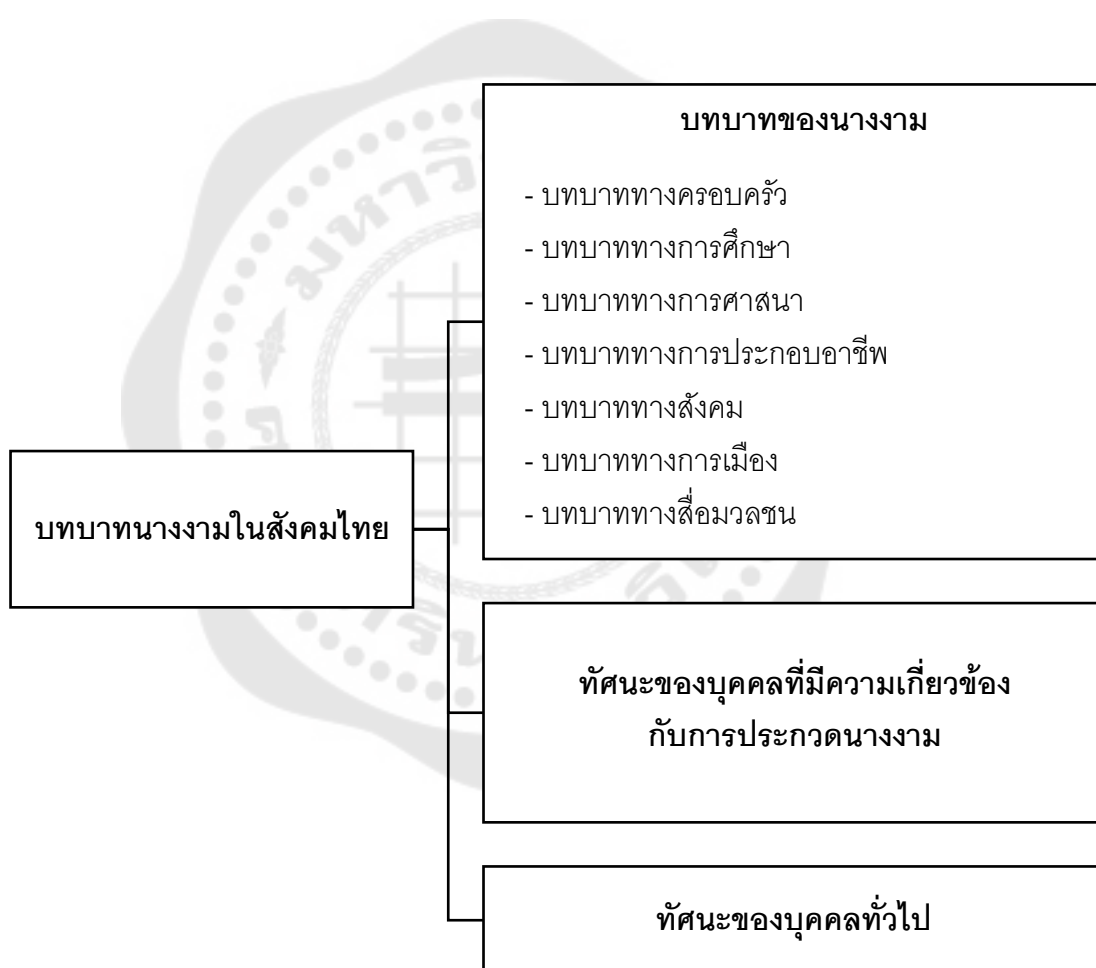 บทบาทนางงามในสังคมไทย
บทบาทของนางงาม
- บทบาททางครอบครัว
- บทบาททางการศึกษา
- บทบาททางการศาสนา
- บทบาททางการประกอบอาชีพ
- บทบาททางสังคม
- บทบาททางการเมือง
- บทบาททางสื่อมวลชน
ทัศนะของบุคคลที่มีความเกี่ยวข้อง
กับการประกวดนางงาม
ทัศนะของบุคคลทั่วไป